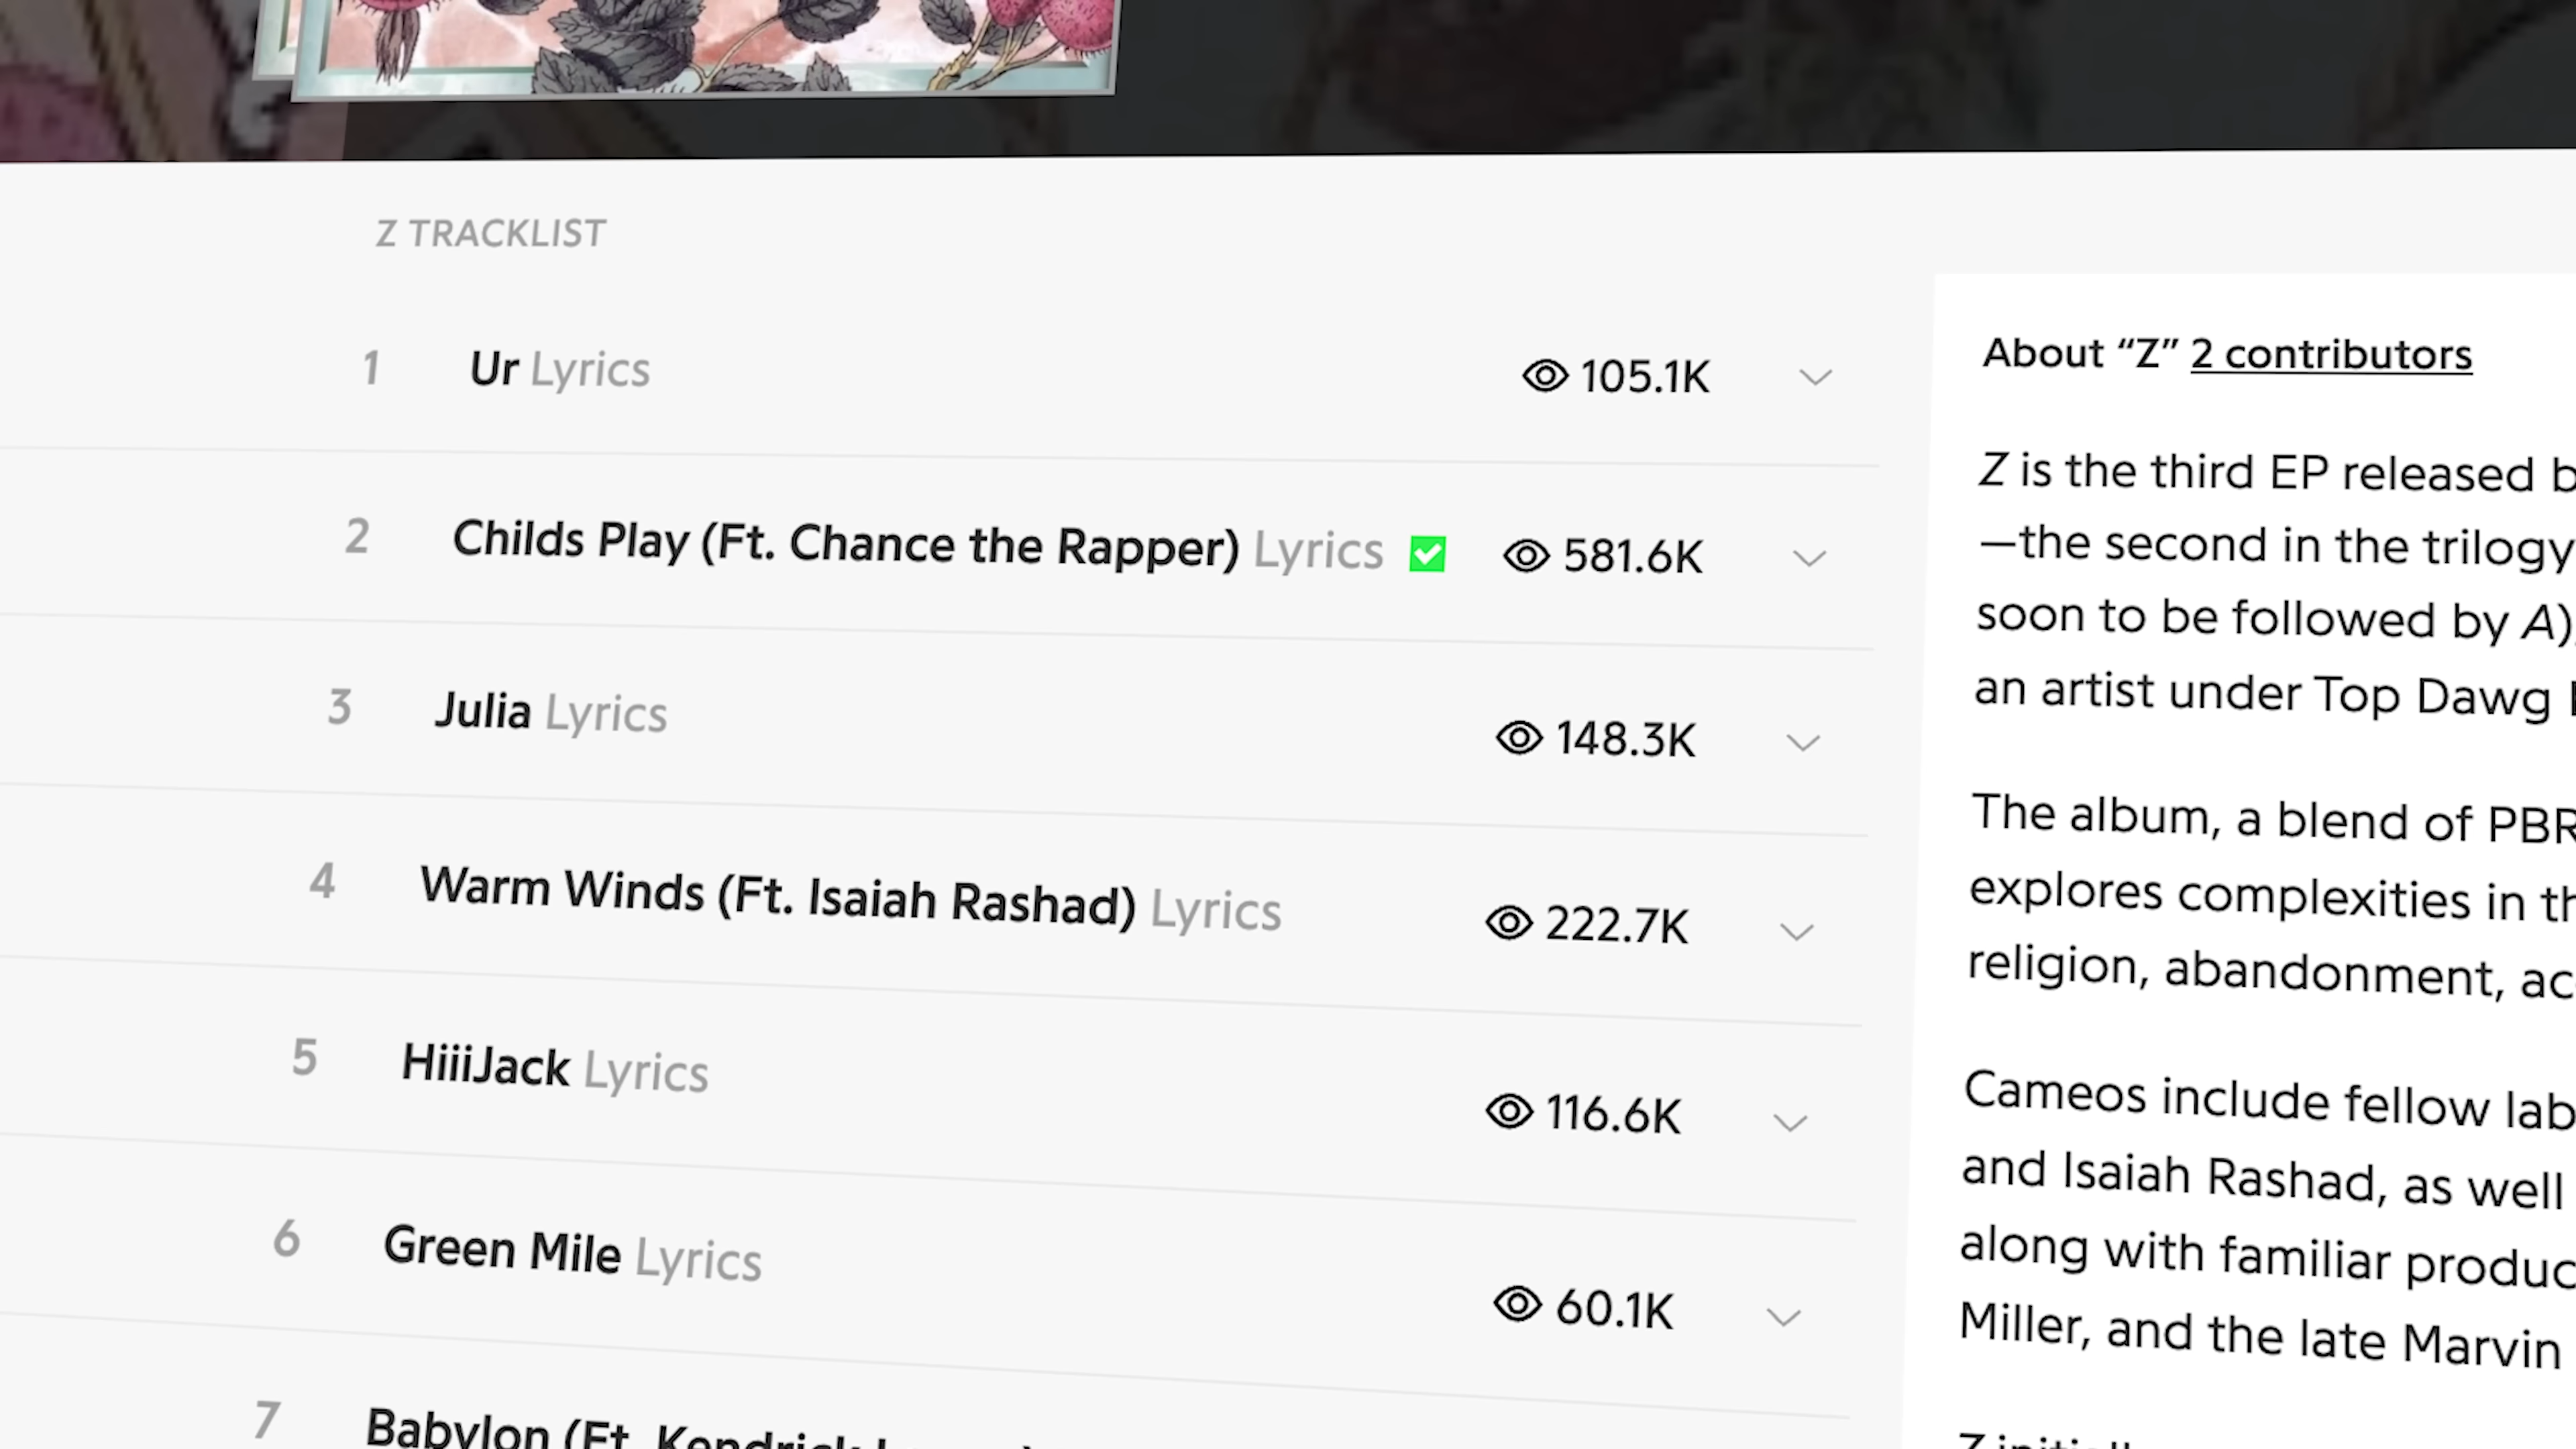 Z TRACKLIST
1 Ur Lyrics 105.1K
2 Childs Play (Ft. Chance the Rapper) Lyrics 581.6K
3 Julia Lyrics 148.3K
4 Warm Winds (Ft. Isaiah Rashad) Lyrics 222.7K
5 HiiiJack Lyrics 116.6K
6 Green Mile Lyrics 60.1K
7 Babylon (Ft. Kendrick
About “Z” 2 contributors
Z is the third EP released
—the second in the trilogy
soon to be followed by A)
an artist under Top Dawg
The album, a blend of
explores complexities in
religion, abandonment,
Cameos include fellow
and Isaiah Rashad, as well
along with familiar
Miller, and the late Marvin
Z